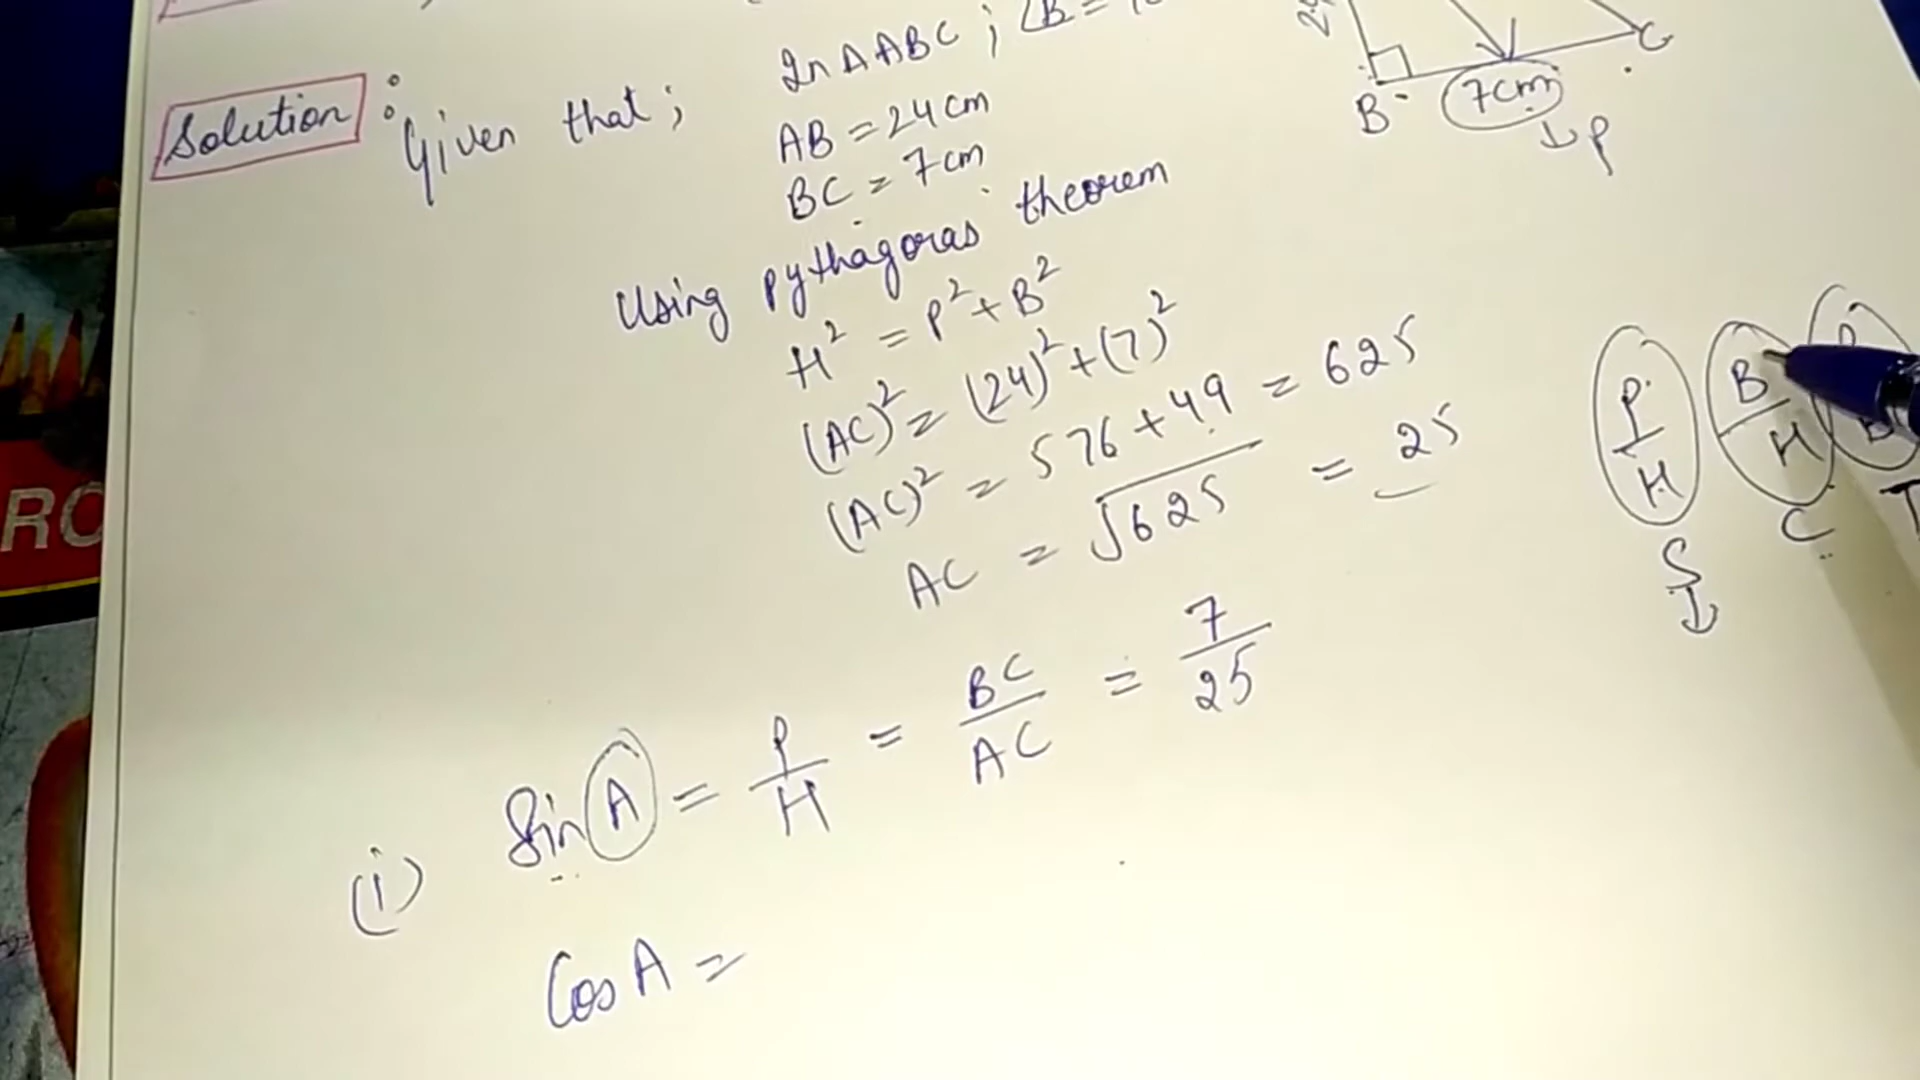 Solution : Given that; In ΔABC ; ∠B =
AB = 24 cm
BC = 7 cm
Using pythagoras theorem
H² = P² + B²
(AC)² = (24)² + (7)²
(AC)² = 576 + 49 = 625
AC = √625 = 25
(i) Sin A = P/H = BC/AC = 7/25
Cos A =
C
B
7cm
↓ P
P/H B/H
S C T
↓
RO